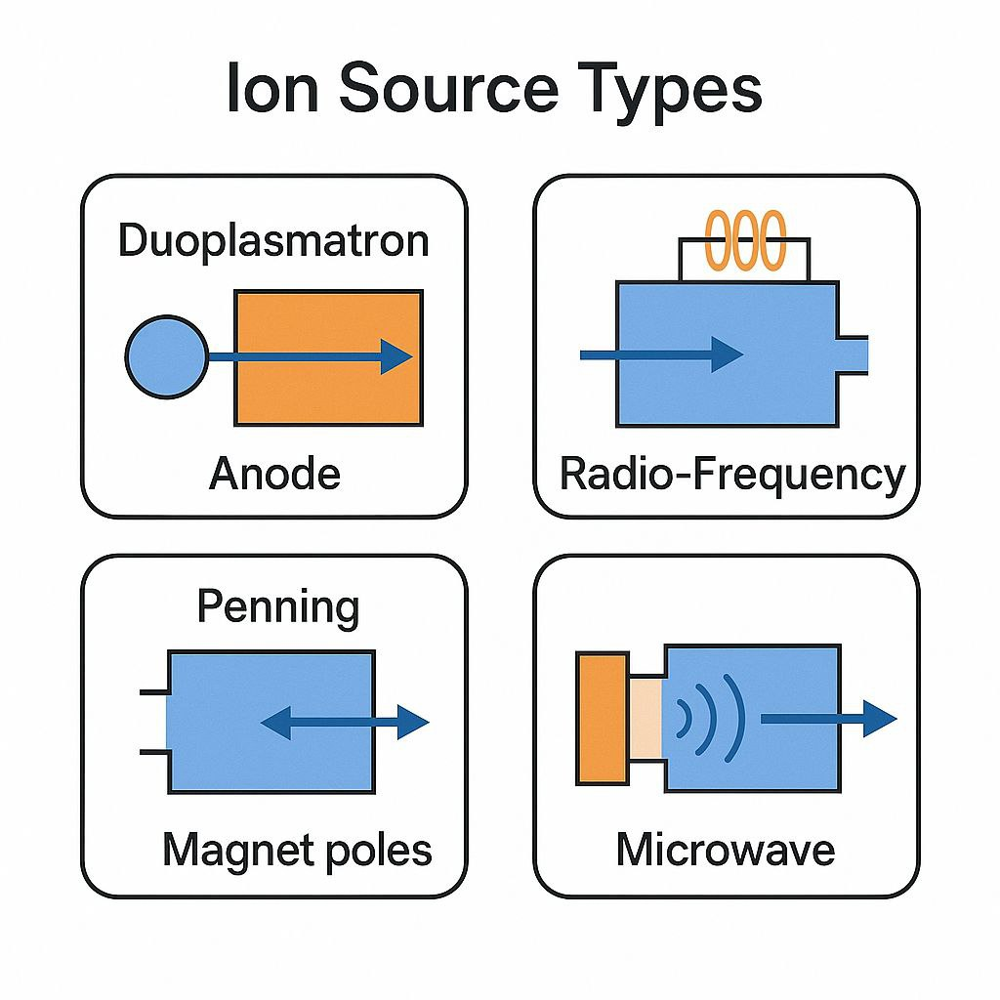 Ion Source Types
Duoplasmatron
Anode
Radio-Frequency
Penning
Magnet poles
Microwave